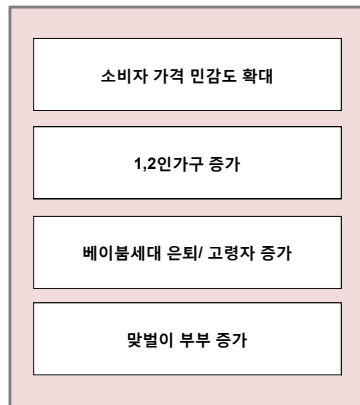 소비자 가격 민감도 확대
1,2인가구 증가
베이붐세대 은퇴/ 고령자 증가
맞벌이 부부 증가